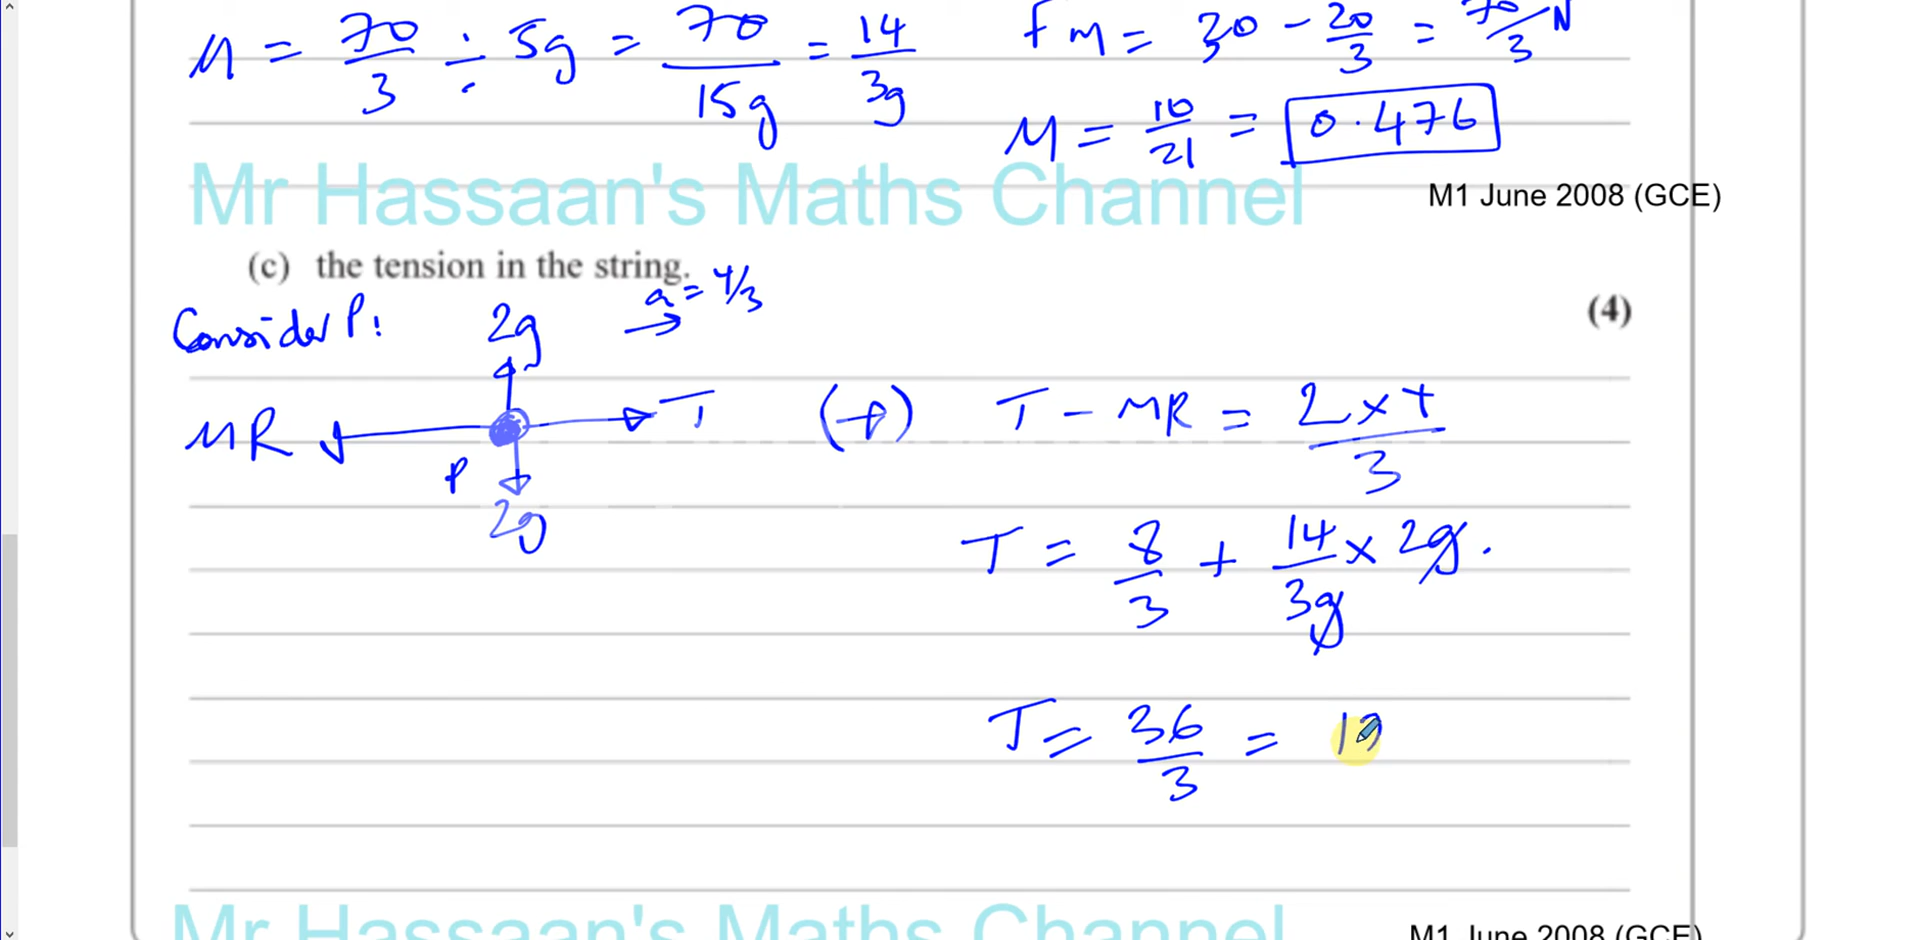 μ = 70/3 ÷ 5g = 70/15g = 14/3g
Fm = 30 - 20/3 = 70/3 N
μ = 10/21 = 0.476
Mr Hassaan's Maths Channel
M1 June 2008 (GCE)
(c) the tension in the string.
a = 4/3
(4)
Consider P:
2g
μR T (→) T - μR = 2×4/3
P
2g
T = 8/3 + 14/3g × 2g.
T = 36/3 = 12
Mr Hassaan's Maths Channel
M1 June 2008 (GCE)